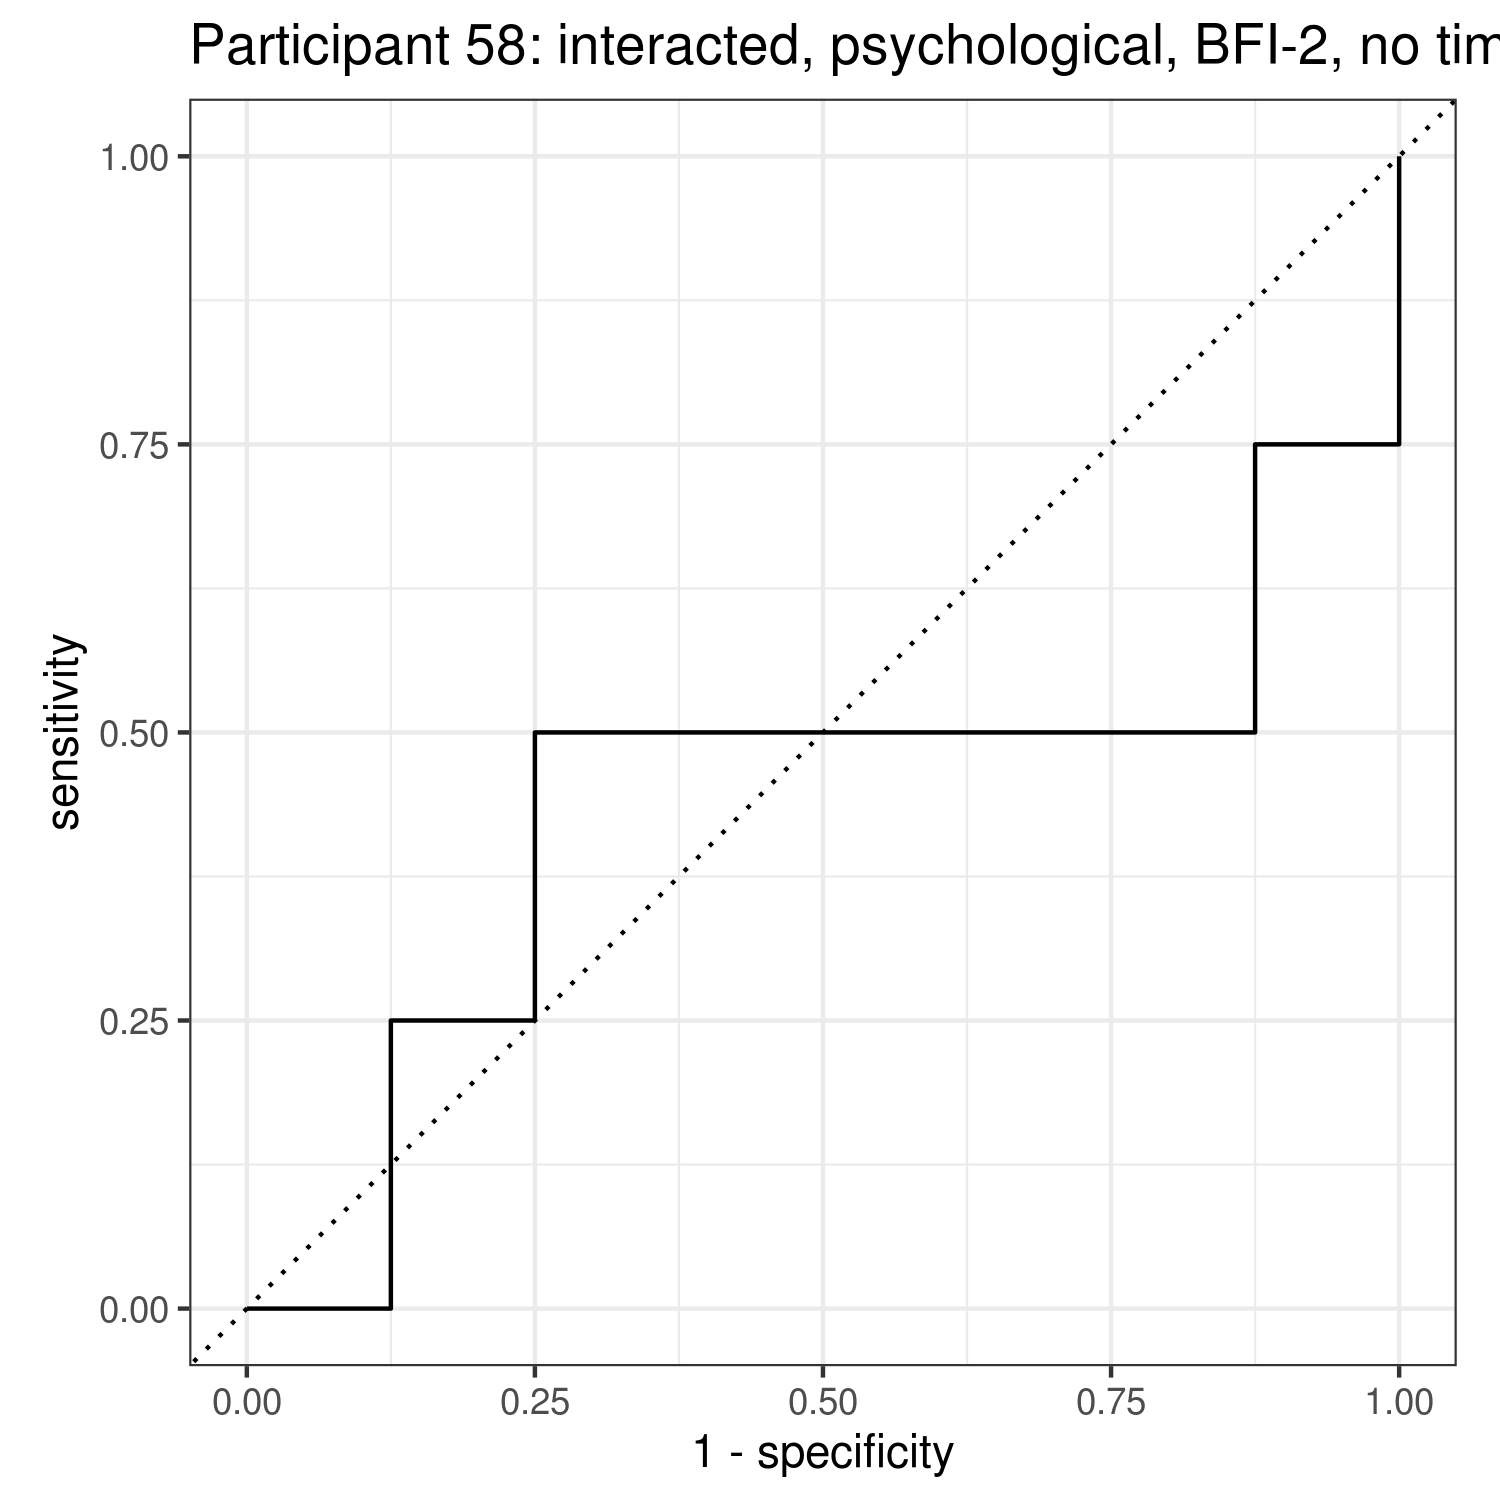 Participant 58: interacted, psychological, BFI-2, no tim
1.00
0.75
0.50
0.25
0.00
sensitivity
0.00 0.25 0.50 0.75 1.00
1 - specificity